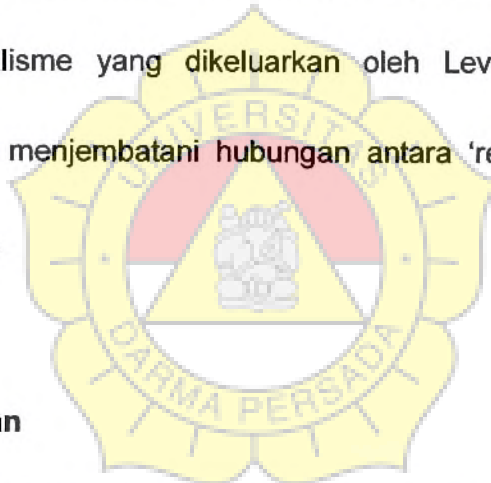 lisme yang dikeluarkan oleh Lev
menjembatani hubungan antara 're
UNIVERSITAS
DARMA PERSADA
an